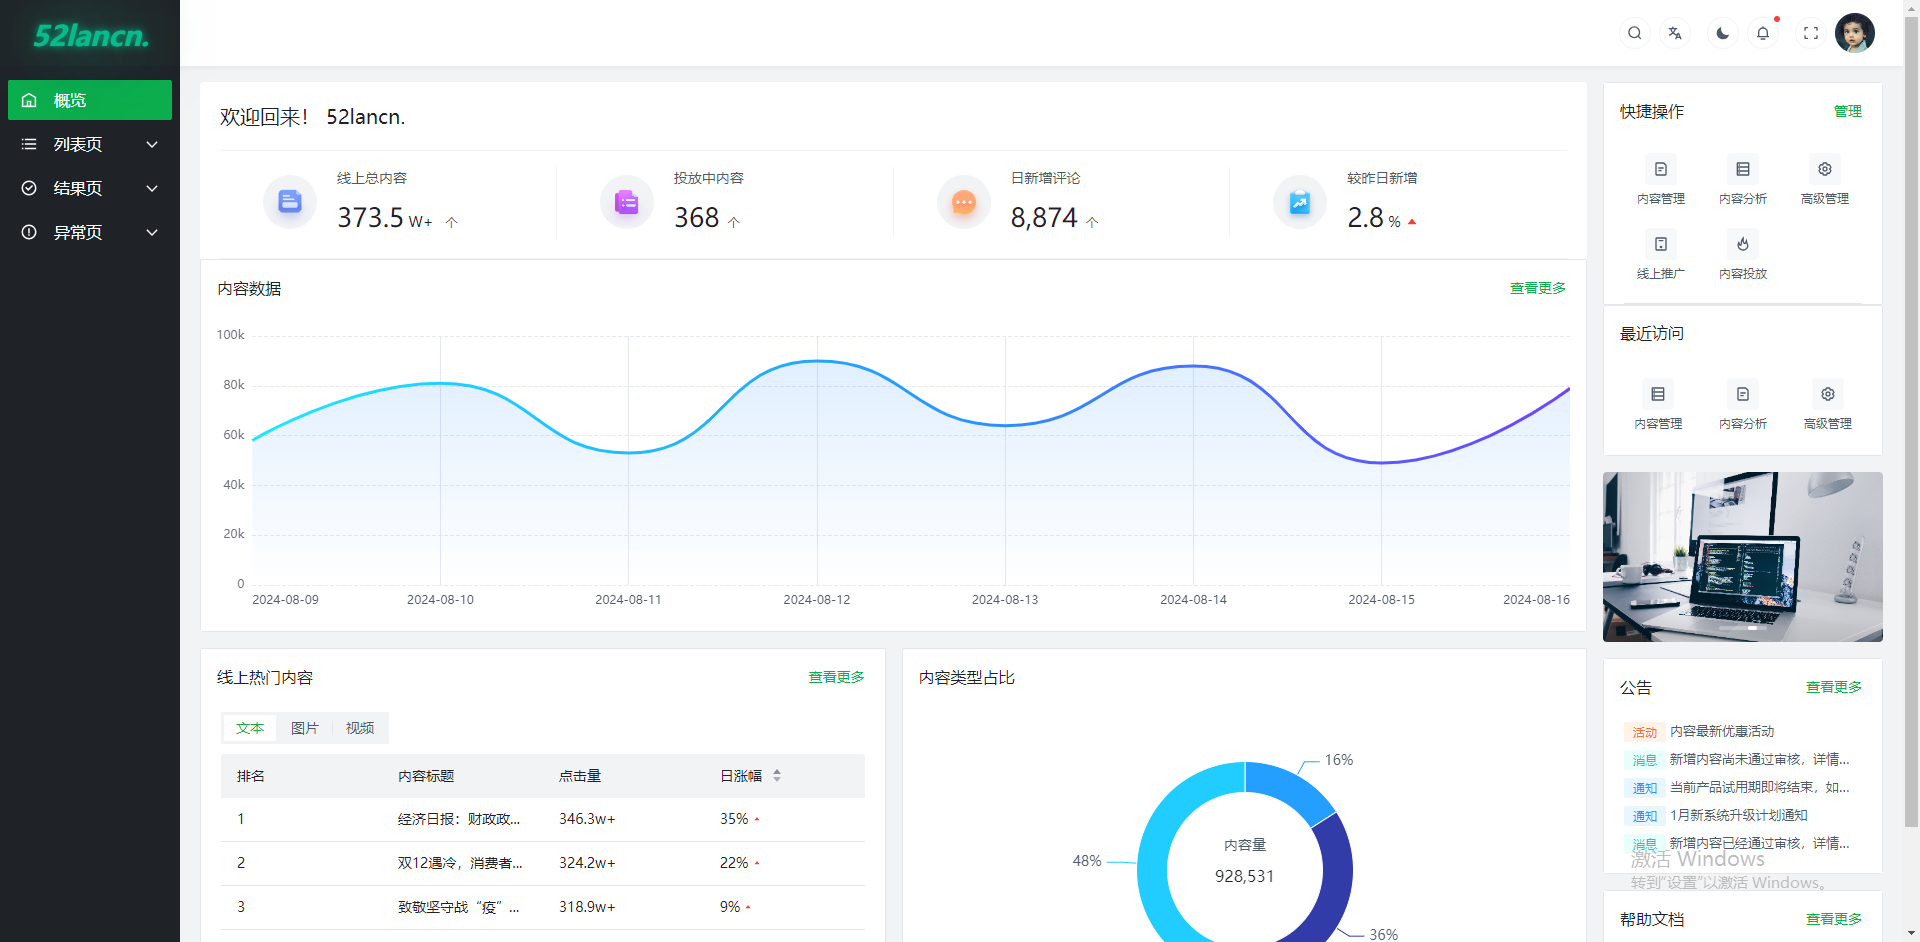 52lancn.
概览
列表页
结果页
异常页
欢迎回来! 52lancn.
线上总内容
373.5 W+ 个
投放中内容
368 个
日新增评论
8,874 个
较昨日新增
2.8 %
内容数据 查看更多
100k
80k
60k
40k
20k
0
2024-08-09 2024-08-10 2024-08-11 2024-08-12 2024-08-13 2024-08-14 2024-08-15 2024-08-16
线上热门内容 查看更多
文本 图片 视频
排名 内容标题 点击量 日涨幅
1 经济日报：财政政... 346.3w+ 35%
2 双12遇冷，消费者... 324.2w+ 22%
3 致敬坚守战“疫”... 318.9w+ 9%
内容类型占比
16%
48%
36%
内容量
928,531
快捷操作 管理
内容管理 内容分析 高级管理
线上推广 内容投放
最近访问
内容管理 内容分析 高级管理
公告 查看更多
活动 内容最新优惠活动
消息 新增内容尚未通过审核，详情...
通知 当前产品试用期即将结束，如...
通知 1月新系统升级计划通知
消息 新增内容已经通过审核，详情...
激活 Windows
转到“设置”以激活 Windows。
帮助文档 查看更多